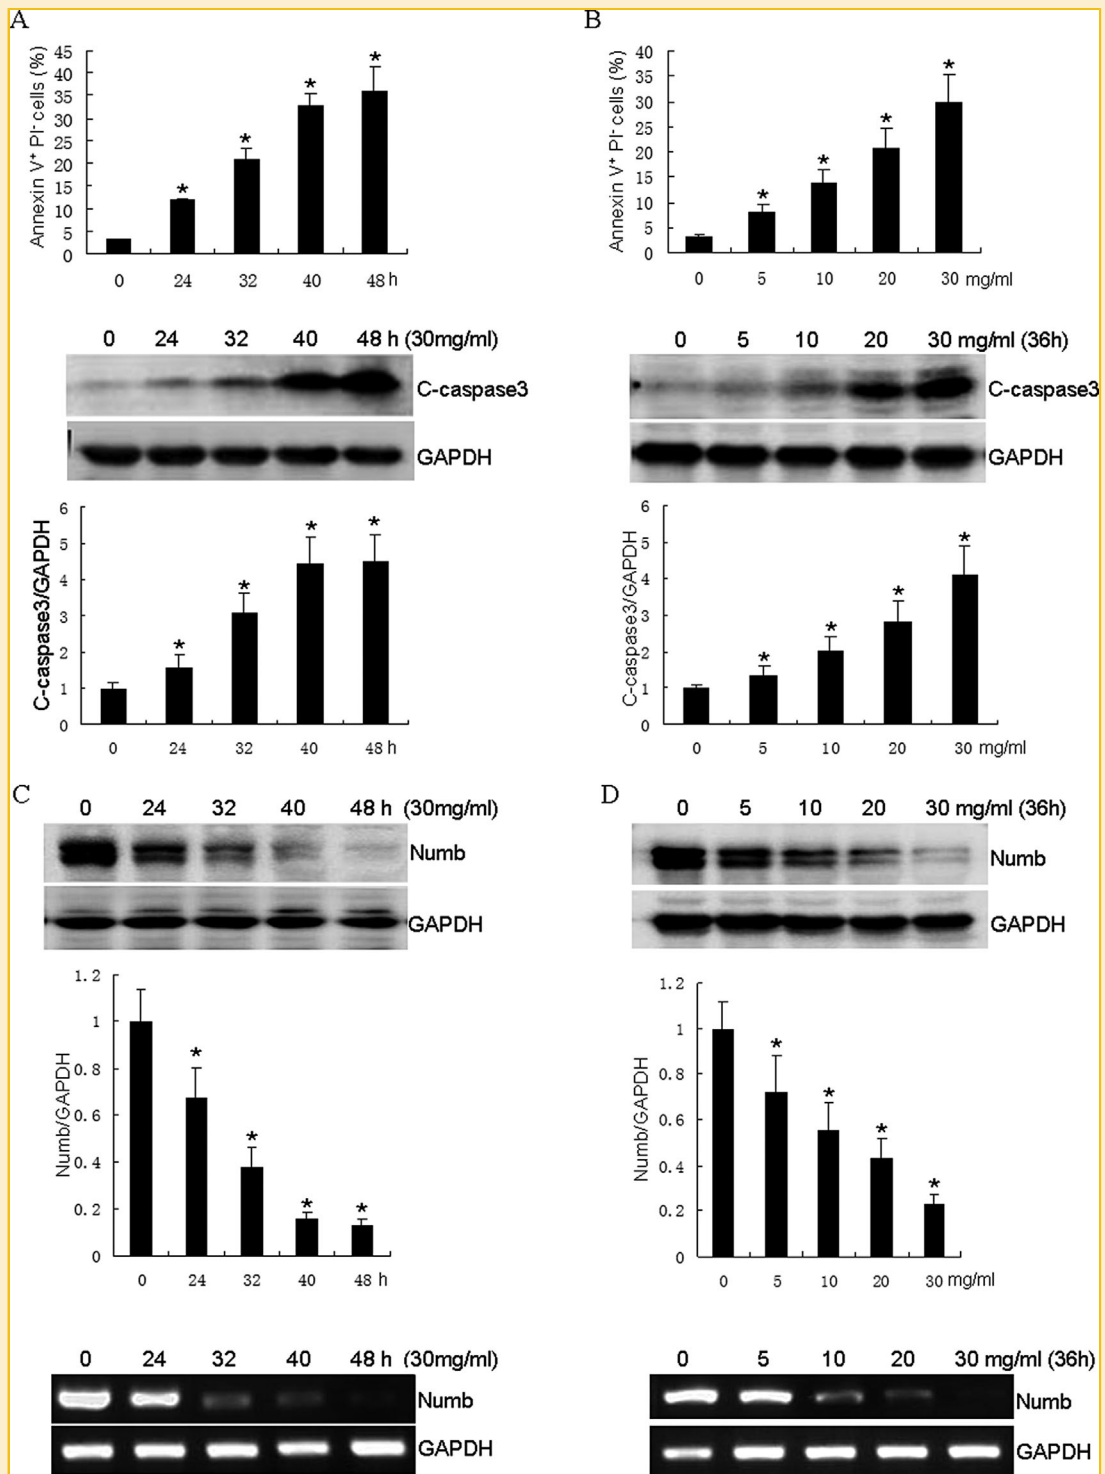 A
B
Annexin V⁺ PI⁻ cells (%)
45
40
35
30
25
20
15
10
5
0
*
*
*
*
0 24 32 40 48 h
Annexin V⁺ PI⁻ cells (%)
40
35
30
25
20
15
10
5
0
*
*
*
*
0 5 10 20 30 mg/ml
0 24 32 40 48 h (30mg/ml)
C-caspase3
GAPDH
0 5 10 20 30 mg/ml (36h)
C-caspase3
GAPDH
C-caspase3/GAPDH
6
5
4
3
2
1
0
*
*
*
*
0 24 32 40 48 h
C-caspase3/GAPDH
6
5
4
3
2
1
0
*
*
*
*
0 5 10 20 30 mg/ml
C
0 24 32 40 48 h (30mg/ml)
Numb
GAPDH
D
0 5 10 20 30 mg/ml (36h)
Numb
GAPDH
Numb/GAPDH
1.2
1
0.8
0.6
0.4
0.2
0
*
*
*
*
0 24 32 40 48 h
Numb/GAPDH
1.2
1
0.8
0.6
0.4
0.2
0
*
*
*
*
0 5 10 20 30 mg/ml
0 24 32 40 48 h (30mg/ml)
Numb
GAPDH
0 5 10 20 30 mg/ml (36h)
Numb
GAPDH